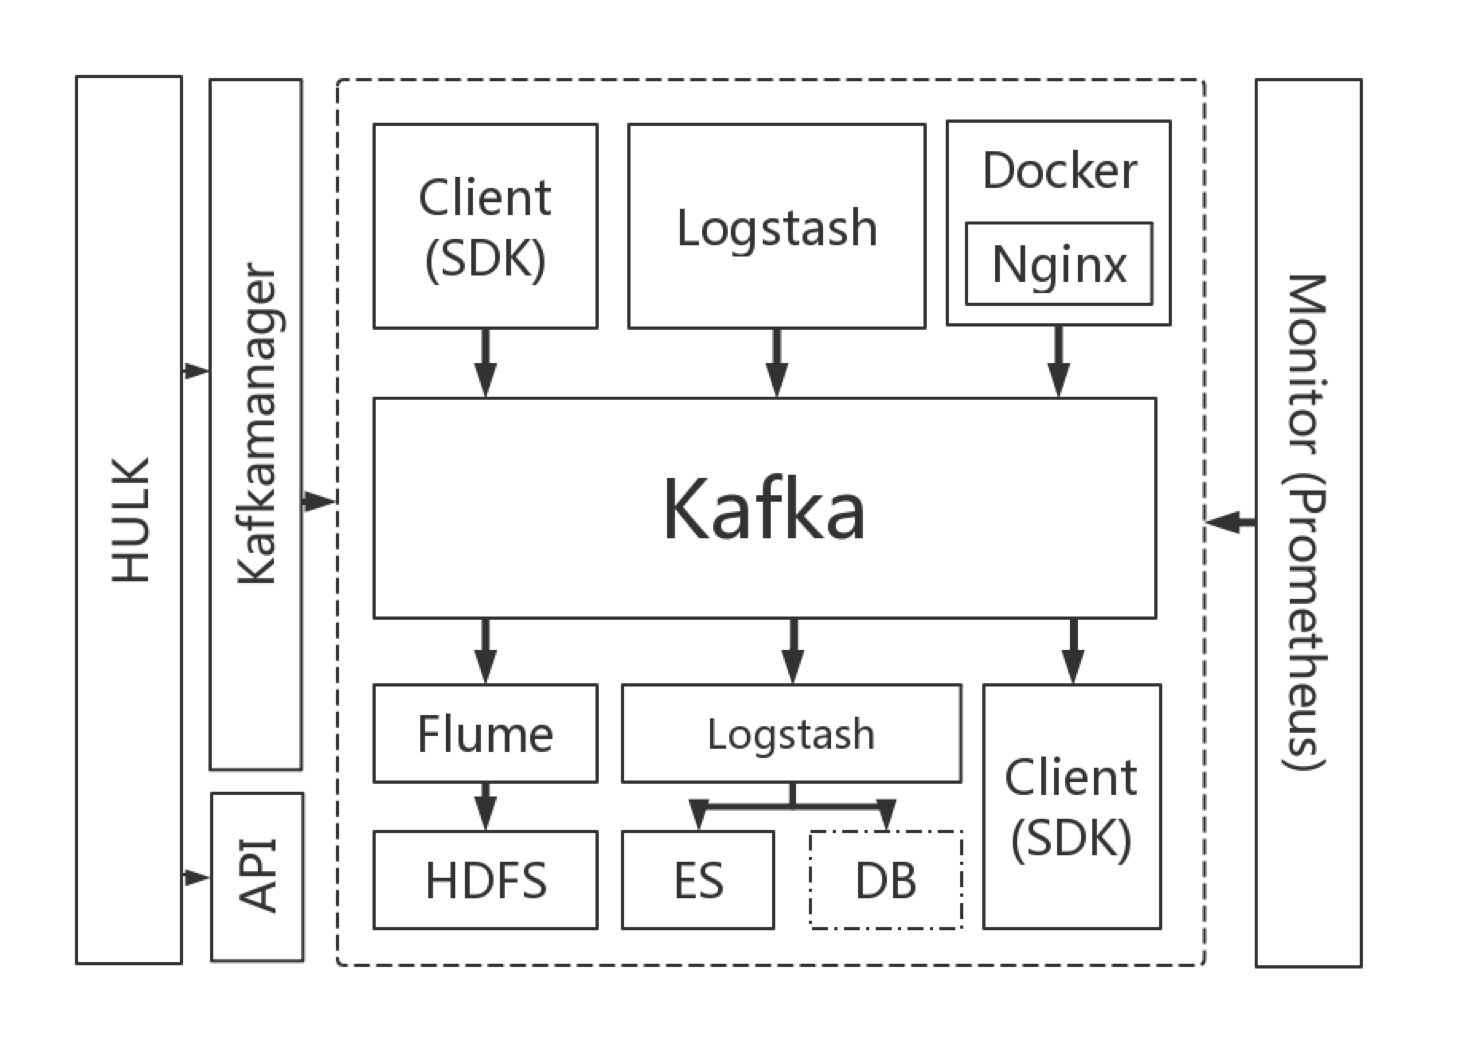 HULK
Kafkamanager
API
Client
(SDK)
Logstash
Docker
Nginx
Kafka
Flume
Logstash
Client
(SDK)
HDFS
ES
DB
Monitor (Prometheus)